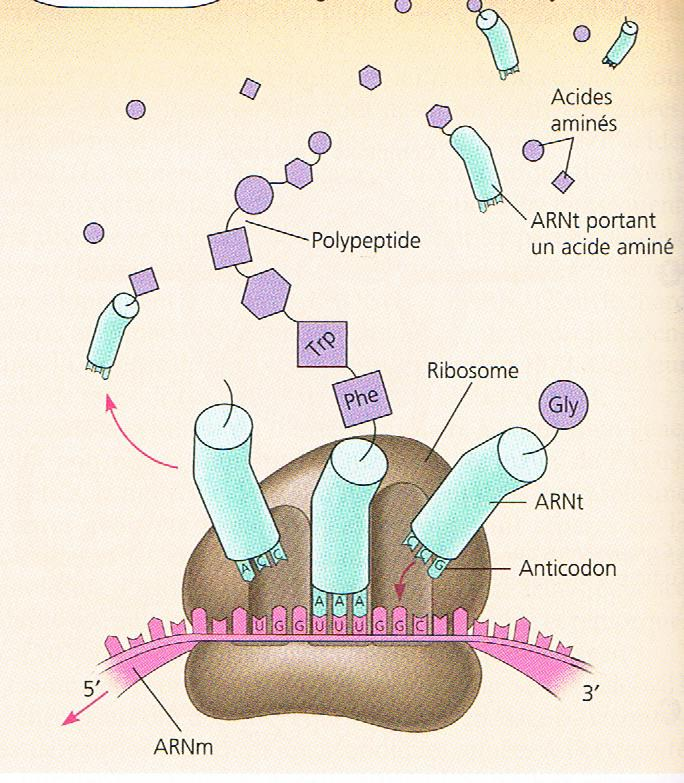 Acides
aminés
ARNt portant
un acide aminé
Polypeptide
Trp
Phe
Ribosome
Gly
ARNt
Anticodon
A C C
C C G
A A A
U G G U U U G G C
5′
3′
ARNm